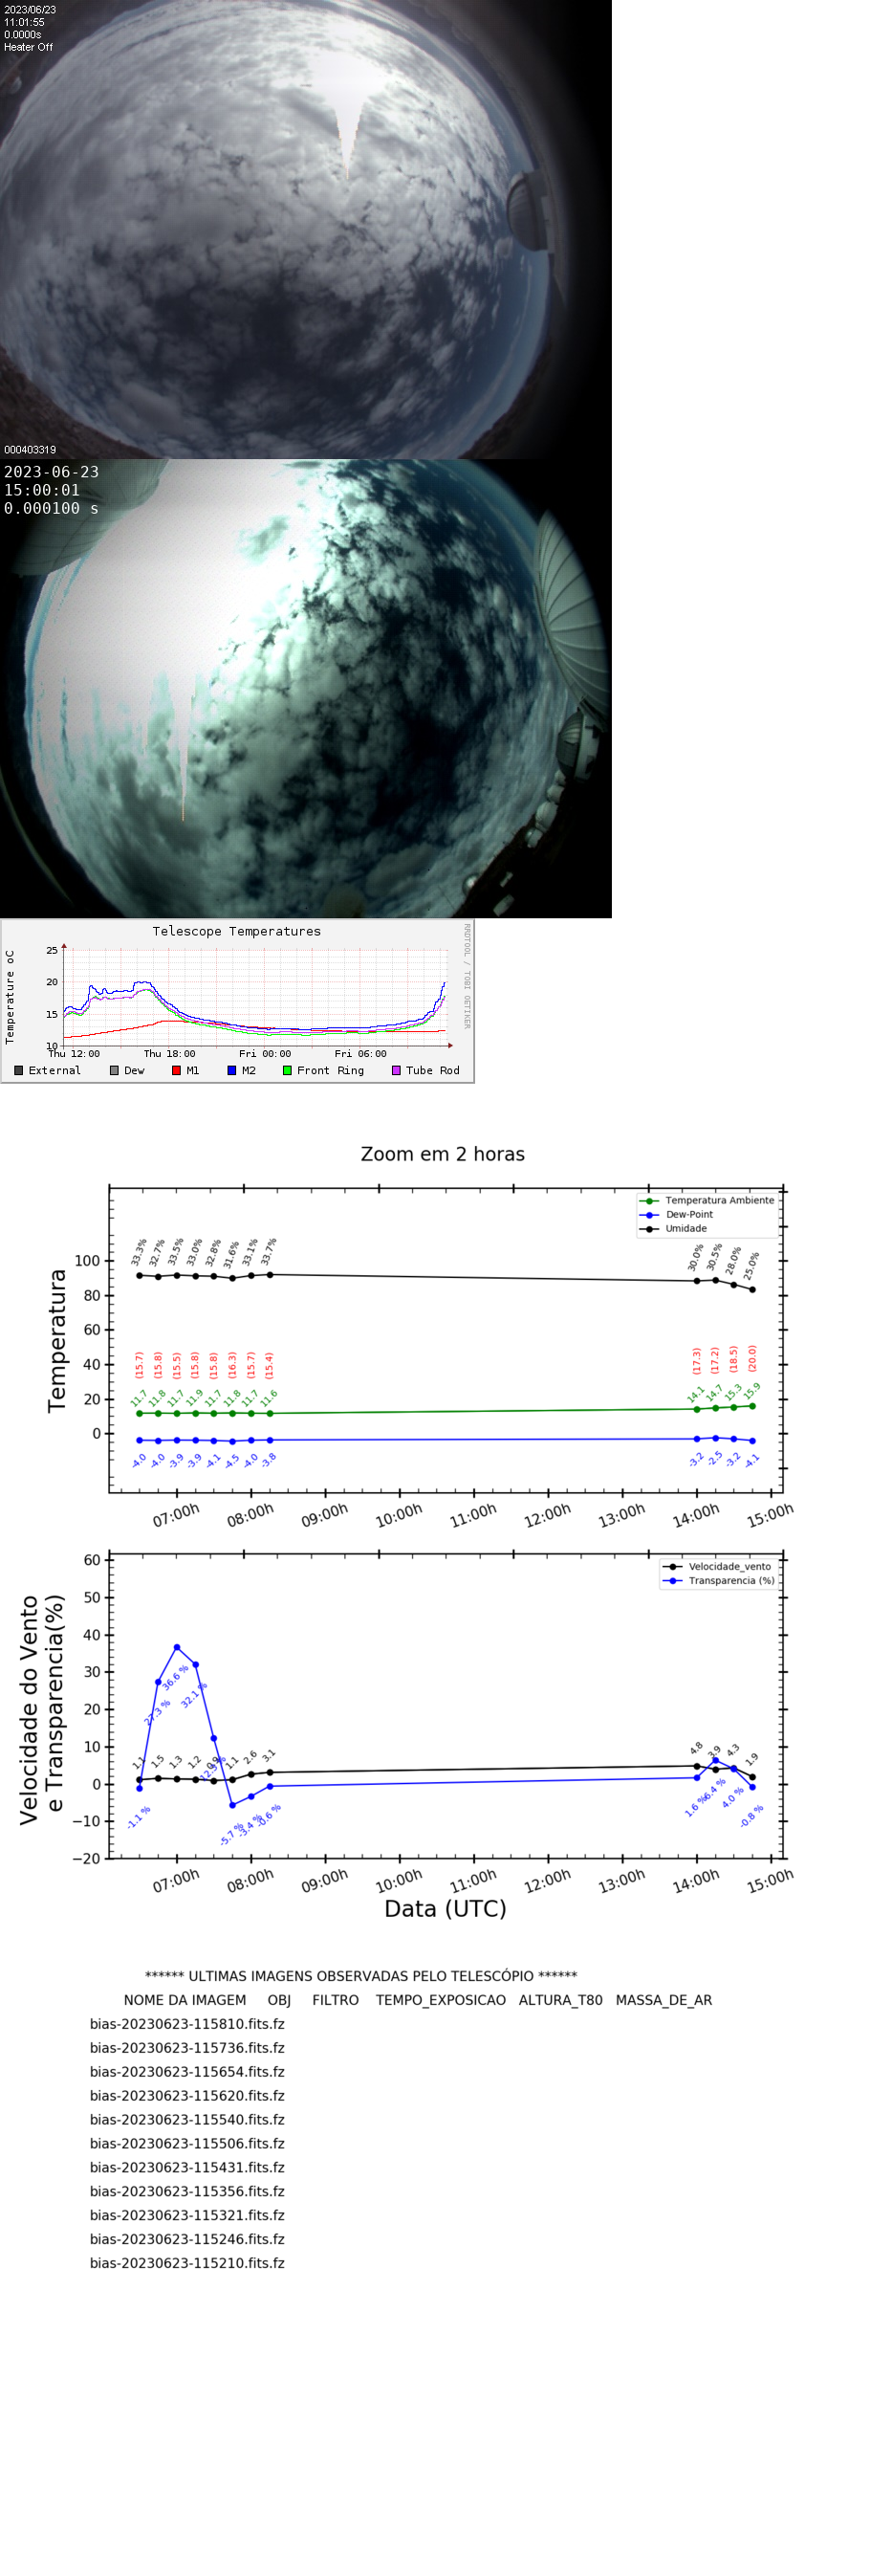 2023/06/23
11:01:55
0.0000s
Heater Off
000403319
2023-06-23
15:00:01
0.000100 s
Telescope Temperatures
RRDTOOL / TOBI OETIKER
Temperature oC
25
20
15
10
Thu 12:00 Thu 18:00 Fri 00:00 Fri 06:00
External Dew M1 M2 Front Ring Tube Rod
Zoom em 2 horas
Temperatura Ambiente
Dew-Point
Umidade
Temperatura
100
80
60
40
20
0
33.3% 32.7% 33.5% 33.0% 32.8% 31.6% 33.1% 33.7% 30.0% 30.5% 28.0% 25.0%
(15.7) (15.8) (15.5) (15.8) (15.8) (16.3) (15.7) (15.4) (17.3) (17.2) (18.5) (20.0)
11.7 11.8 11.7 11.9 11.7 11.8 11.7 11.6 14.1 14.7 15.3 15.9
-4.0 -4.0 -3.9 -3.9 -4.1 -4.5 -4.0 -3.8 -3.2 -2.5 -3.2 -4.1
07:00h 08:00h 09:00h 10:00h 11:00h 12:00h 13:00h 14:00h 15:00h
Velocidade_vento
Transparencia (%)
Velocidade do Vento
e Transparencia(%)
60
50
40
30
20
10
0
−10
−20
1.1 1.5 1.3 1.2 1.1 2.6 3.1 4.8 3.9 4.3 1.9
-1.1 % 27.3 % 36.6 % 32.1 % -5.7 % -3.4 % -0.6 % 1.6 % 6.4 % 4.0 % -0.8 %
07:00h 08:00h 09:00h 10:00h 11:00h 12:00h 13:00h 14:00h 15:00h
Data (UTC)
****** ULTIMAS IMAGENS OBSERVADAS PELO TELESCÓPIO ******
NOME DA IMAGEM OBJ FILTRO TEMPO_EXPOSICAO ALTURA_T80 MASSA_DE_AR
bias-20230623-115810.fits.fz
bias-20230623-115736.fits.fz
bias-20230623-115654.fits.fz
bias-20230623-115620.fits.fz
bias-20230623-115540.fits.fz
bias-20230623-115506.fits.fz
bias-20230623-115431.fits.fz
bias-20230623-115356.fits.fz
bias-20230623-115321.fits.fz
bias-20230623-115246.fits.fz
bias-20230623-115210.fits.fz